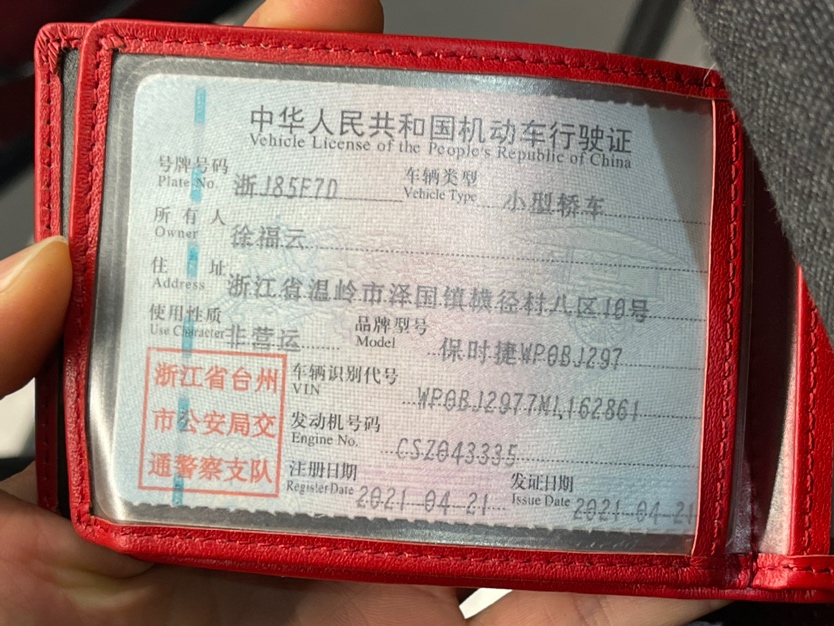 中华人民共和国机动车行驶证
Vehicle License of the People's Republic of China
号牌号码 浙J85F7D 车辆类型 小型轿车
Plate No. Vehicle Type
所有人 徐福云
Owner
住址 浙江省温岭市泽国镇横径村八区10号
Address
使用性质 非营运 品牌型号 保时捷WP0BJ297
Use Character Model
浙江省台州
市公安局交
通警察支队
车辆识别代号 WP0BJ2977ML162861
VIN
发动机号码 CSZ043335
Engine No.
注册日期 2021-04-21 发证日期 2021-04-21
Register Date Issue Date